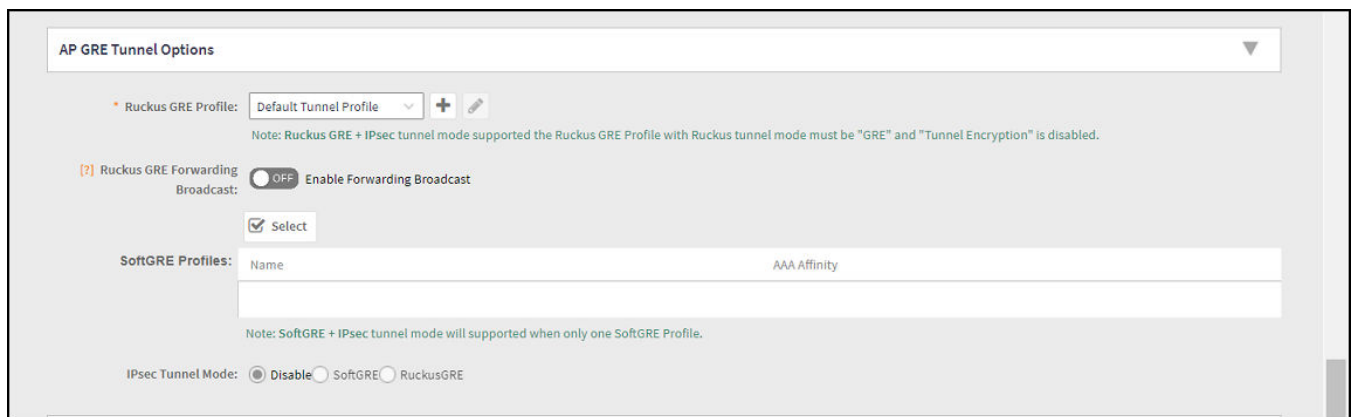 AP GRE Tunnel Options
* Ruckus GRE Profile: Default Tunnel Profile
Note: Ruckus GRE + IPsec tunnel mode supported the Ruckus GRE Profile with Ruckus tunnel mode must be "GRE" and "Tunnel Encryption" is disabled.
[?] Ruckus GRE Forwarding
Broadcast: OFF Enable Forwarding Broadcast
Select
SoftGRE Profiles: Name AAA Affinity
Note: SoftGRE + IPsec tunnel mode will supported when only one SoftGRE Profile.
IPsec Tunnel Mode: Disable SoftGRE RuckusGRE